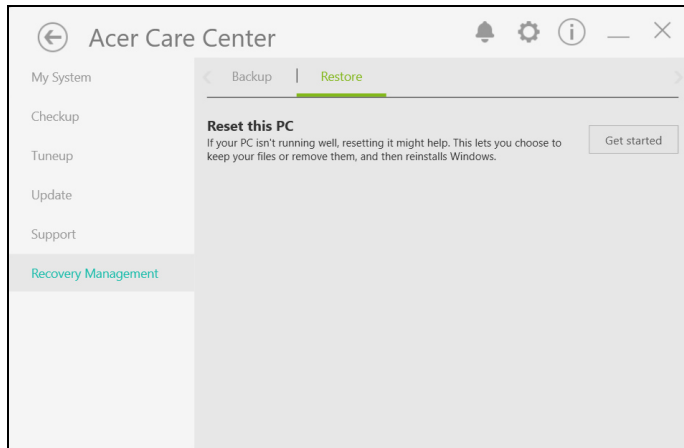 Acer Care Center
My System
Checkup
Tuneup
Update
Support
Recovery Management
Backup | Restore
Reset this PC
If your PC isn't running well, resetting it might help. This lets you choose to
keep your files or remove them, and then reinstalls Windows.
Get started